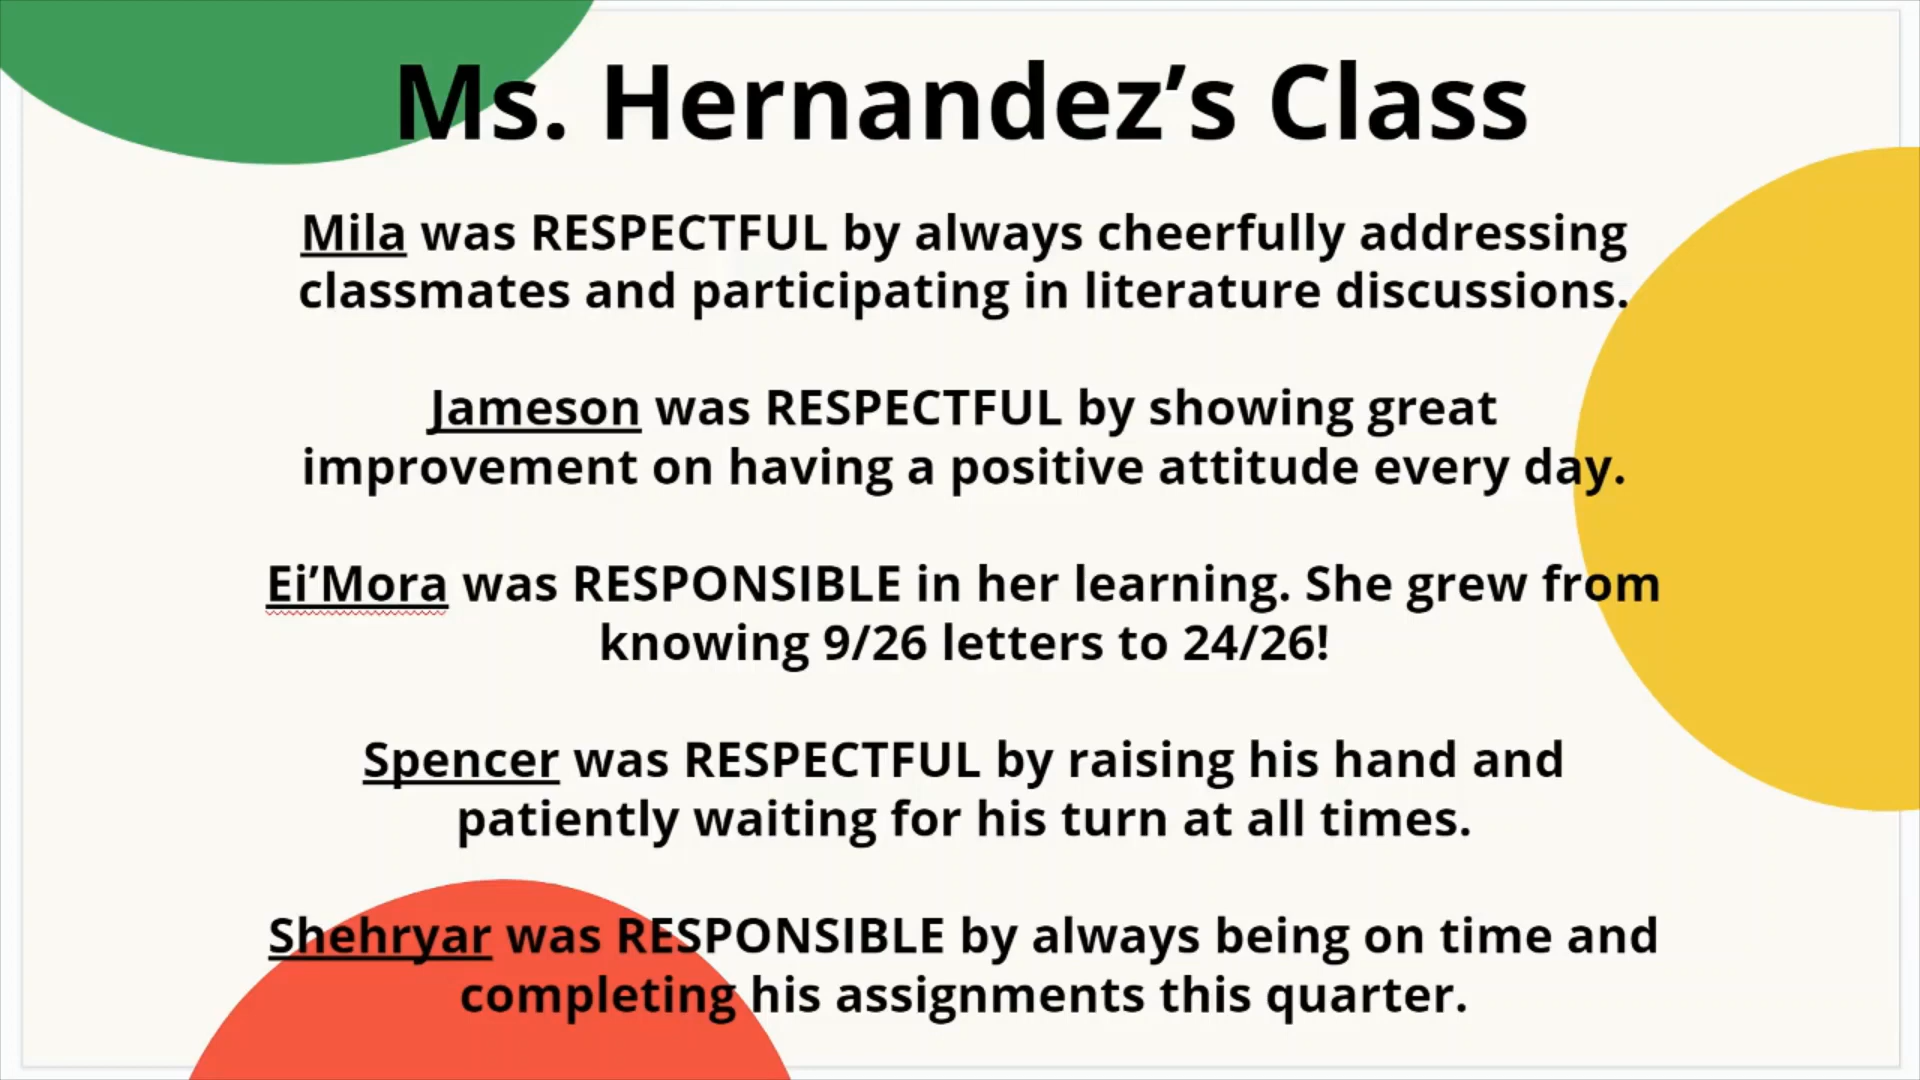 Ms. Hernandez’s Class
Mila was RESPECTFUL by always cheerfully addressing
classmates and participating in literature discussions.
Jameson was RESPECTFUL by showing great
improvement on having a positive attitude every day.
Ei’Mora was RESPONSIBLE in her learning. She grew from
knowing 9/26 letters to 24/26!
Spencer was RESPECTFUL by raising his hand and
patiently waiting for his turn at all times.
Shehryar was RESPONSIBLE by always being on time and
completing his assignments this quarter.